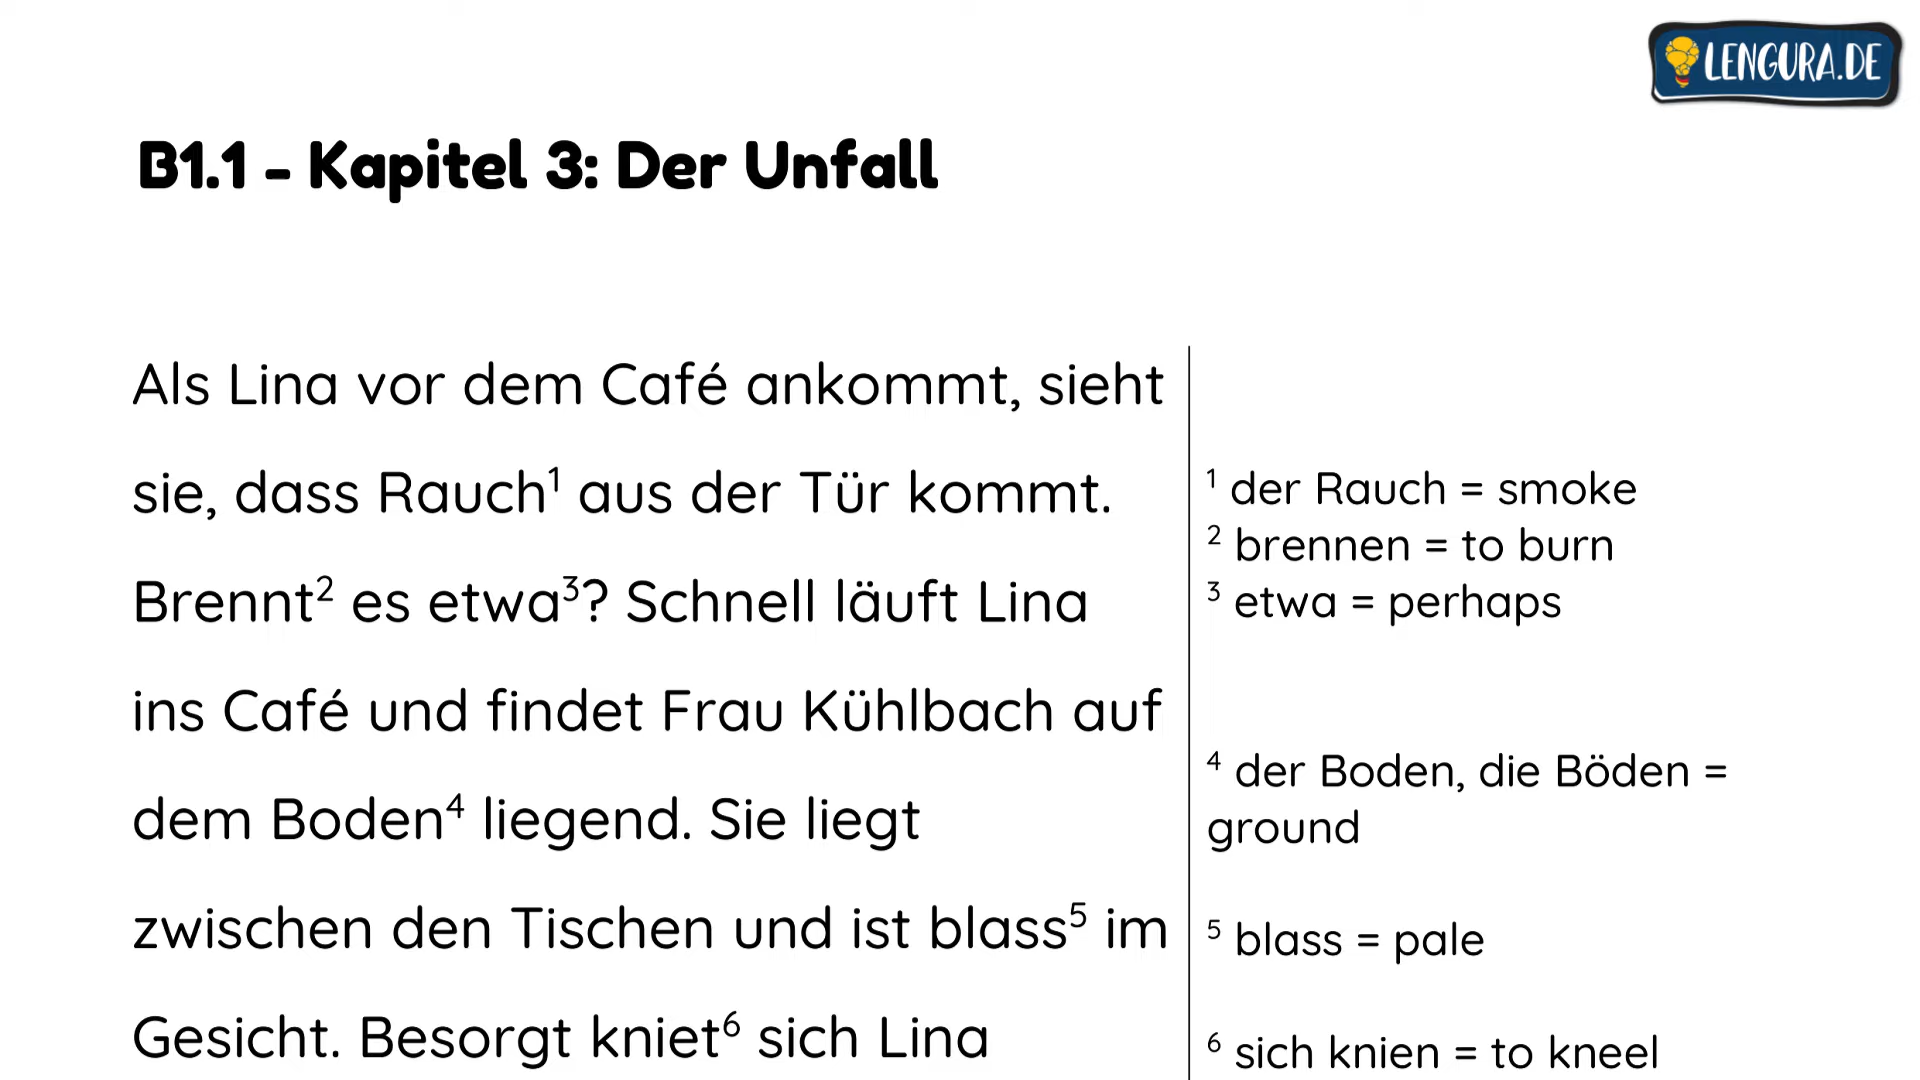 LENGURA.DE
B1.1 - Kapitel 3: Der Unfall
Als Lina vor dem Café ankommt, sieht
sie, dass Rauch¹ aus der Tür kommt.
Brennt² es etwa³? Schnell läuft Lina
ins Café und findet Frau Kühlbach auf
dem Boden⁴ liegend. Sie liegt
zwischen den Tischen und ist blass⁵ im
Gesicht. Besorgt kniet⁶ sich Lina
¹ der Rauch = smoke
² brennen = to burn
³ etwa = perhaps
⁴ der Boden, die Böden =
ground
⁵ blass = pale
⁶ sich knien = to kneel